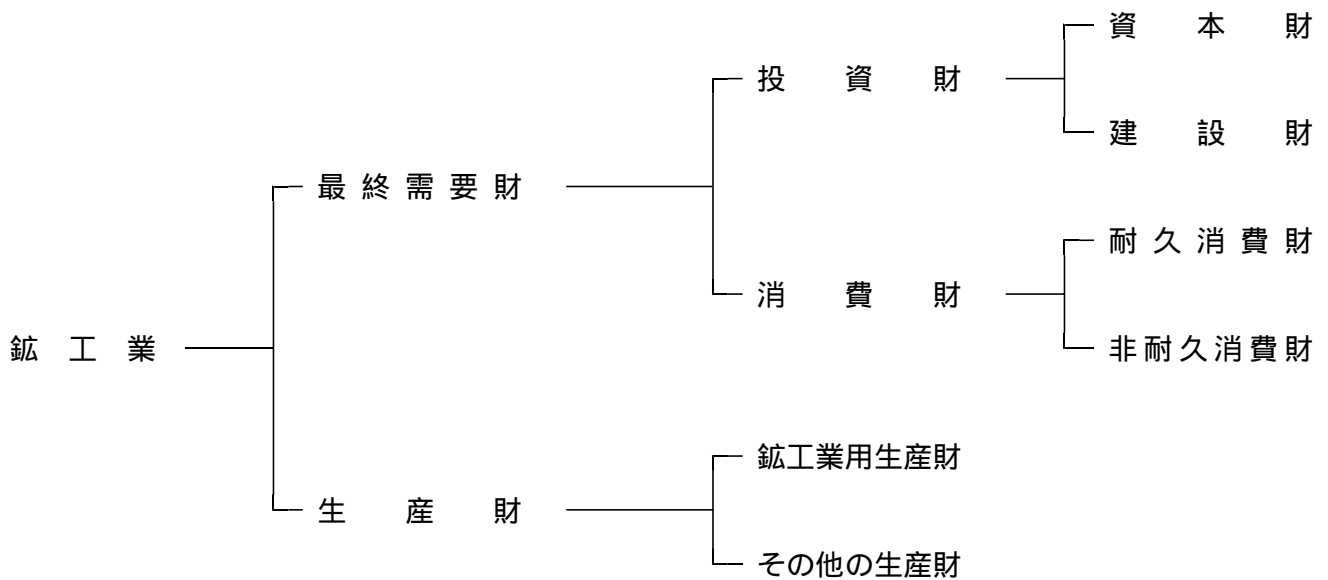 資本財
投資財
建設財
最終需要財
耐久消費財
消費財
鉱工業
非耐久消費財
鉱工業用生産財
生産財
その他の生産財